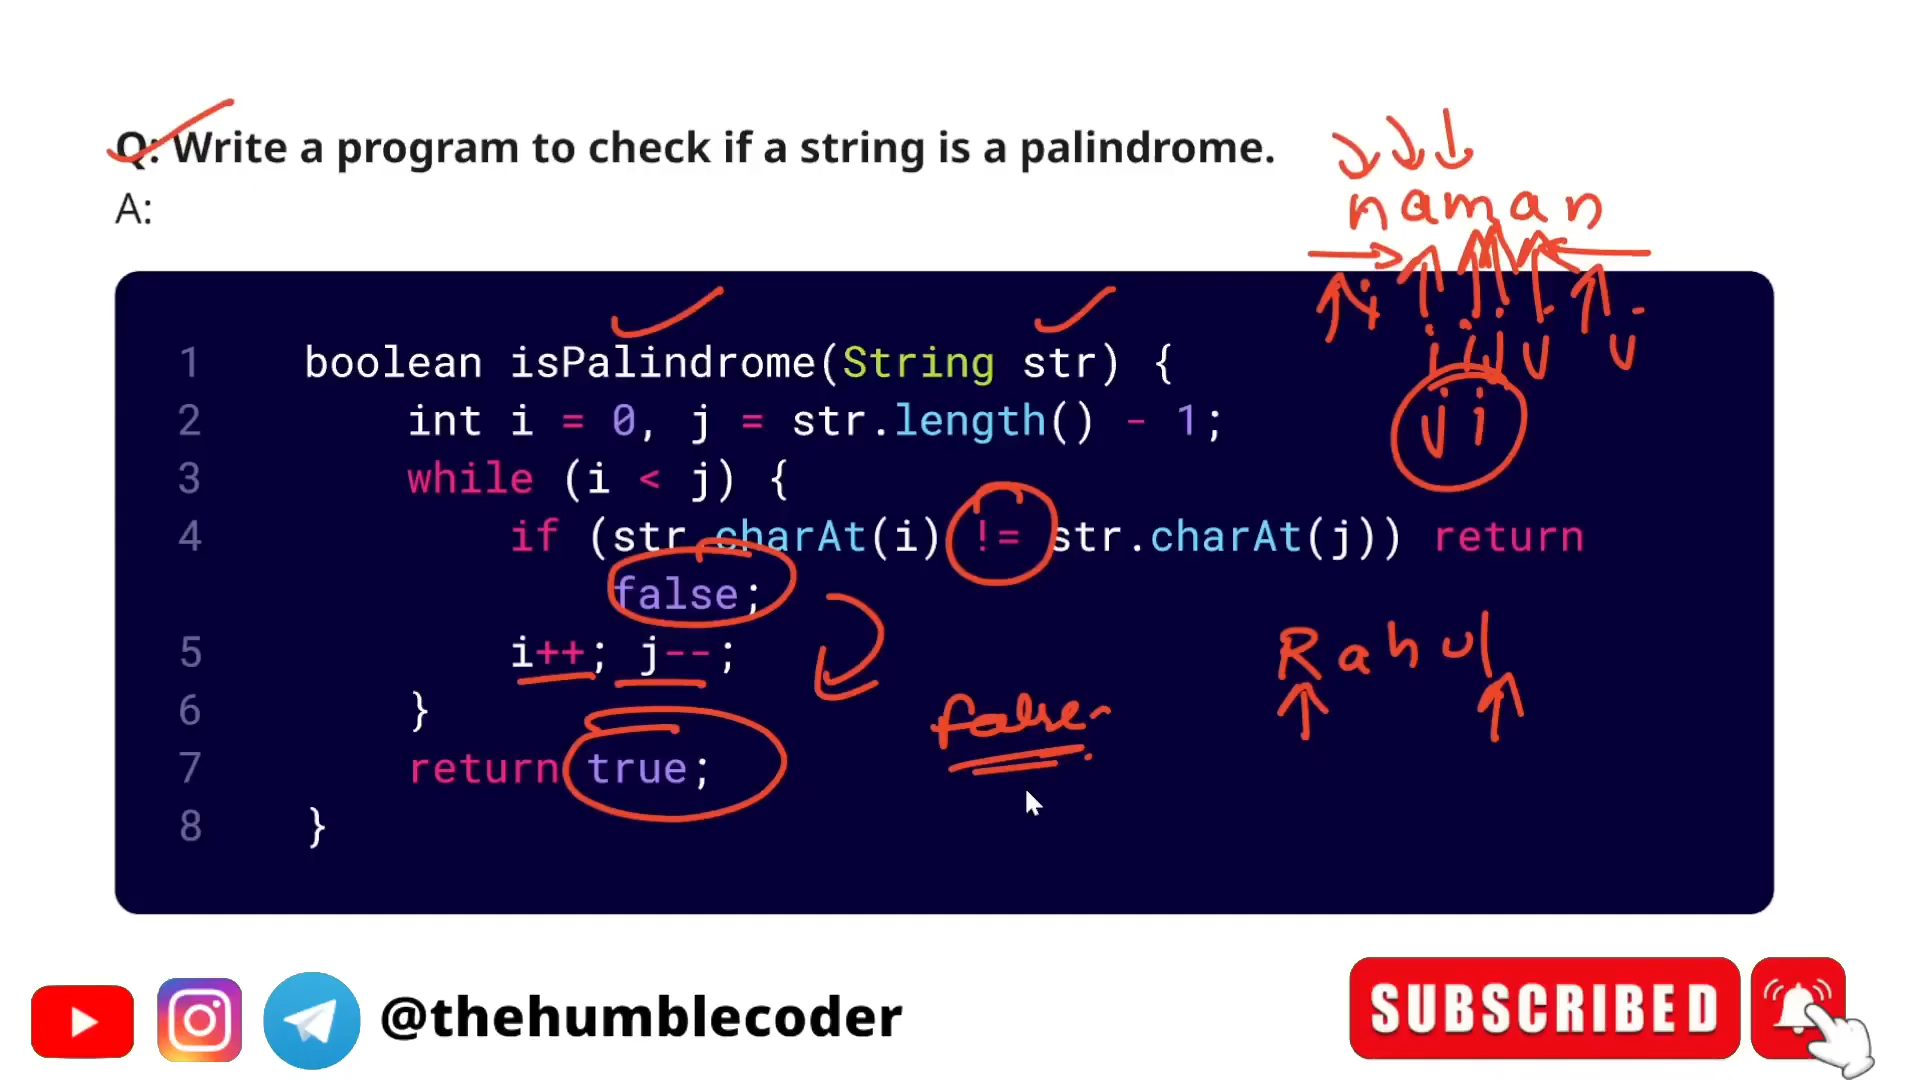 Q: Write a program to check if a string is a palindrome.
A:
naman
i i i j j j
j i
1 boolean isPalindrome(String str) {
2 int i = 0, j = str.length() - 1;
3 while (i < j) {
4 if (str.charAt(i) != str.charAt(j)) return
false;
5 i++; j--;
6 }
7 return true;
8 }
Rahul
false
@thehumblecoder
SUBSCRIBED